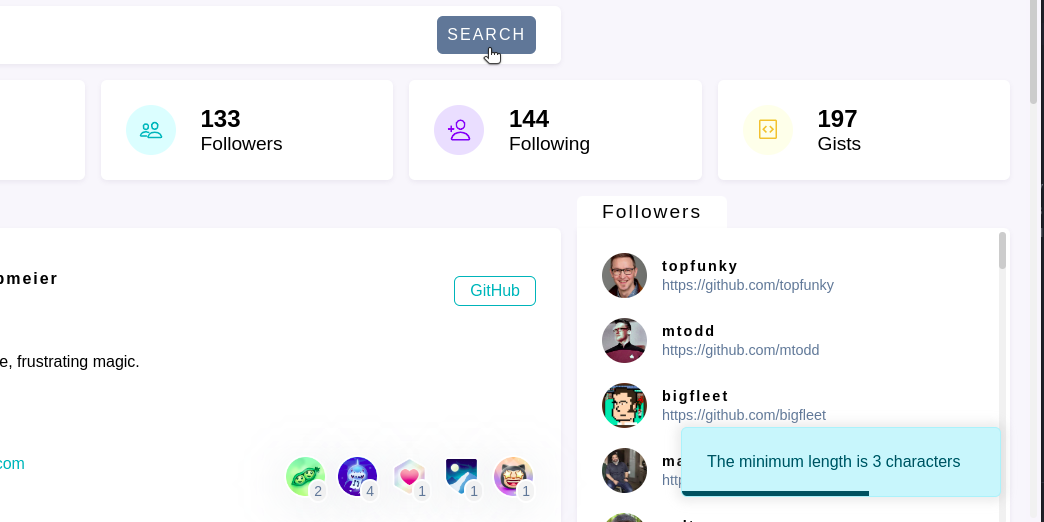 SEARCH
133
Followers
144
Following
197
Gists
Followers
omeier
GitHub
e, frustrating magic.
com
2
4
1
1
1
topfunky
https://github.com/topfunky
mtodd
https://github.com/mtodd
bigfleet
https://github.com/bigfleet
ma
http
The minimum length is 3 characters